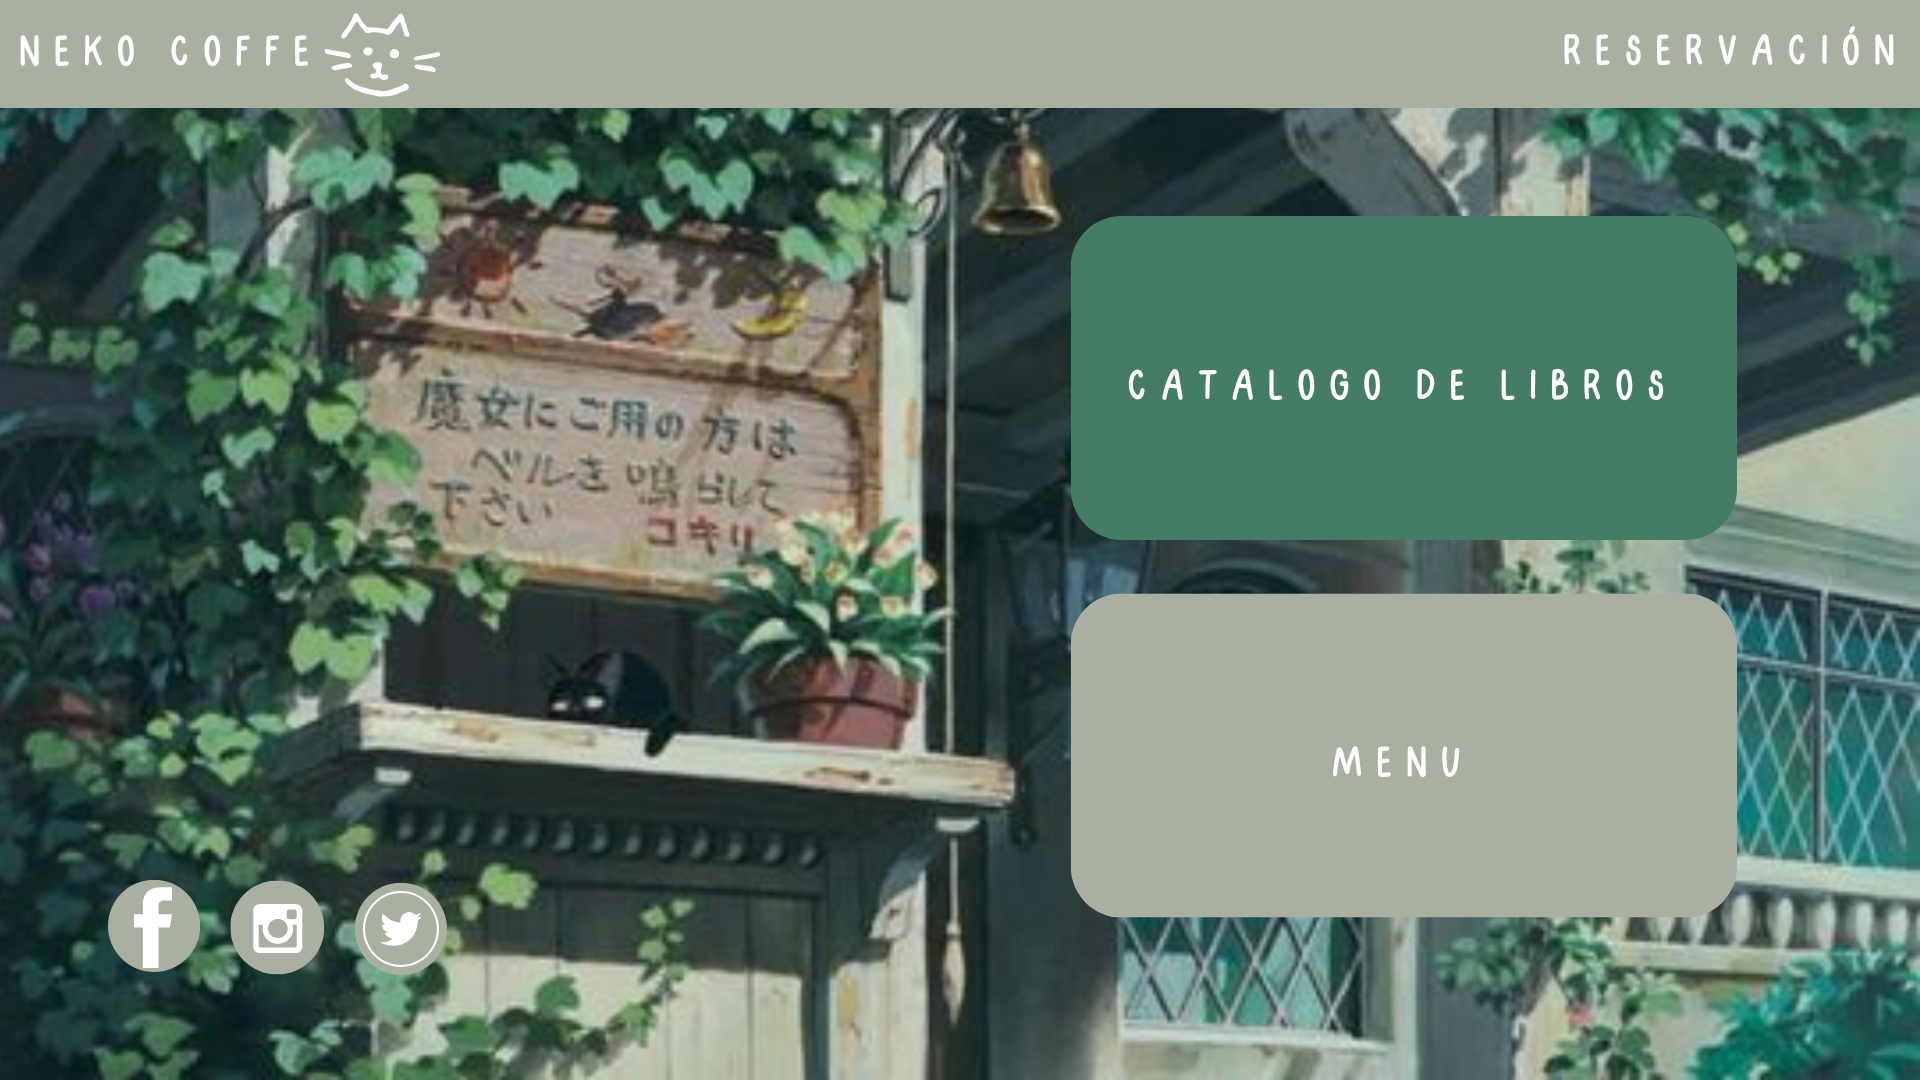 NEKO COFFE
RESERVACIÓN
魔女にご用の方は
ベルを鳴らして
下さい
コキリ
CATALOGO DE LIBROS
MENU